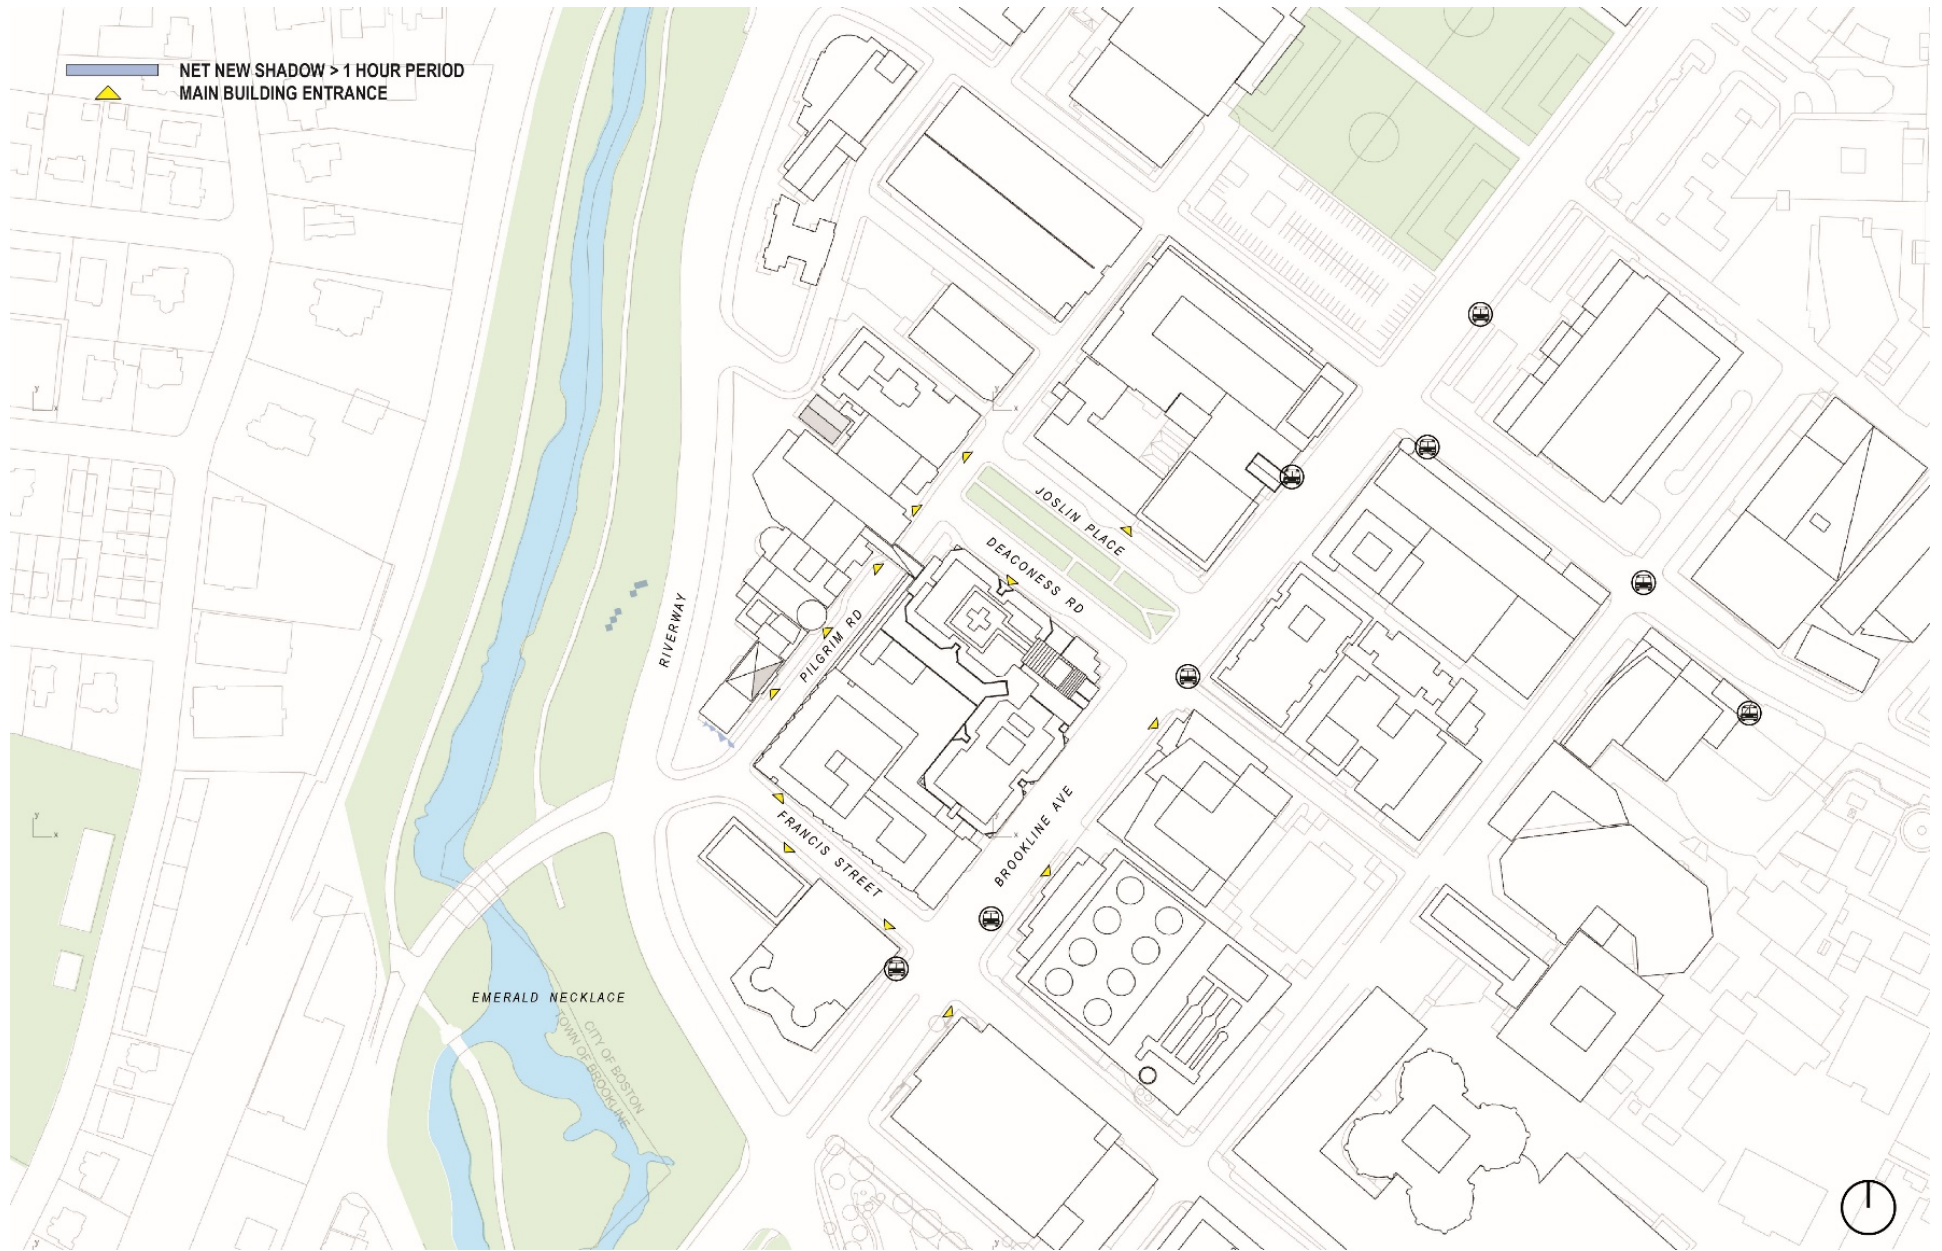 NET NEW SHADOW > 1 HOUR PERIOD
MAIN BUILDING ENTRANCE
JOSLIN PLACE
DEACONESS RD
RIVERWAY
PILGRIM RD
FRANCIS STREET
BROOKLINE AVE
EMERALD NECKLACE
CITY OF BOSTON
TOWN OF BROOKLINE
y
x
y
x
y
x
x
y
y